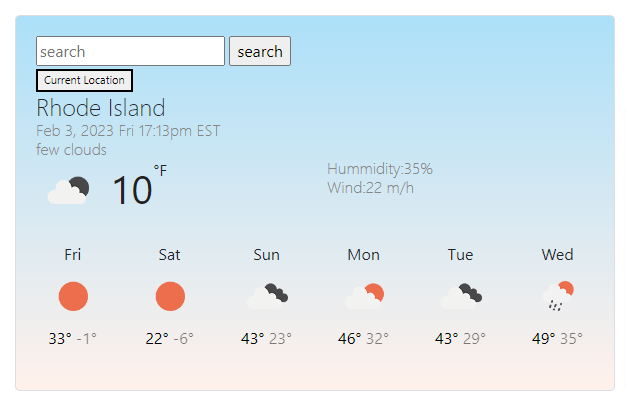 search search
Current Location
Rhode Island
Feb 3, 2023 Fri 17:13pm EST
few clouds
10 °F
Hummidity:35%
Wind:22 m/h
Fri Sat Sun Mon Tue Wed
33° -1° 22° -6° 43° 23° 46° 32° 43° 29° 49° 35°